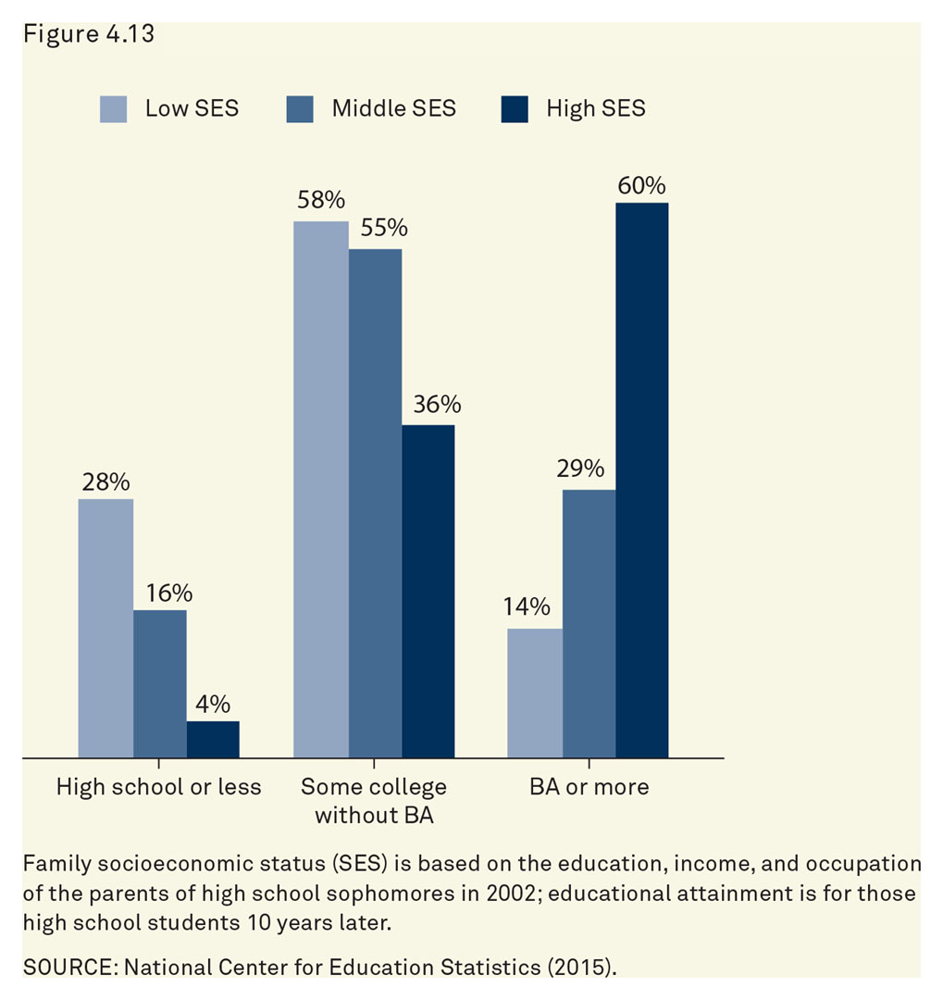 Figure 4.13
Low SES Middle SES High SES
60%
58%
55%
36%
28%
29%
16%
14%
4%
High school or less Some college BA or more
without BA
Family socioeconomic status (SES) is based on the education, income, and occupation
of the parents of high school sophomores in 2002; educational attainment is for those
high school students 10 years later.
SOURCE: National Center for Education Statistics (2015).